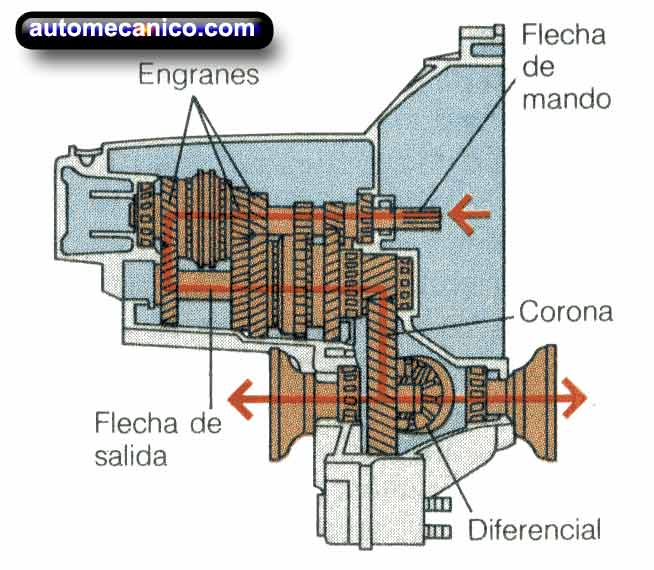 automecanico.com
Engranes
Flecha
de
mando
Corona
Flecha de
salida
Diferencial